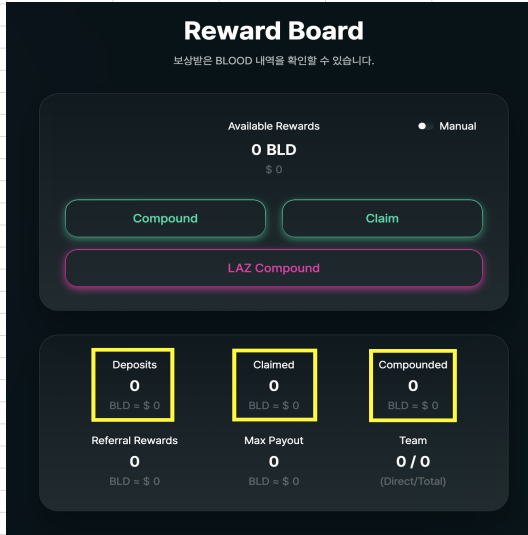 Reward Board
보상받은 BLOOD 내역을 확인할 수 있습니다.
Available Rewards
Manual
0 BLD
$ 0
Compound
Claim
LAZ Compound
Deposits
0
BLD ≈ $ 0
Claimed
0
BLD ≈ $ 0
Compounded
0
BLD ≈ $ 0
Referral Rewards
0
BLD ≈ $ 0
Max Payout
0
BLD ≈ $ 0
Team
0 / 0
(Direct/Total)